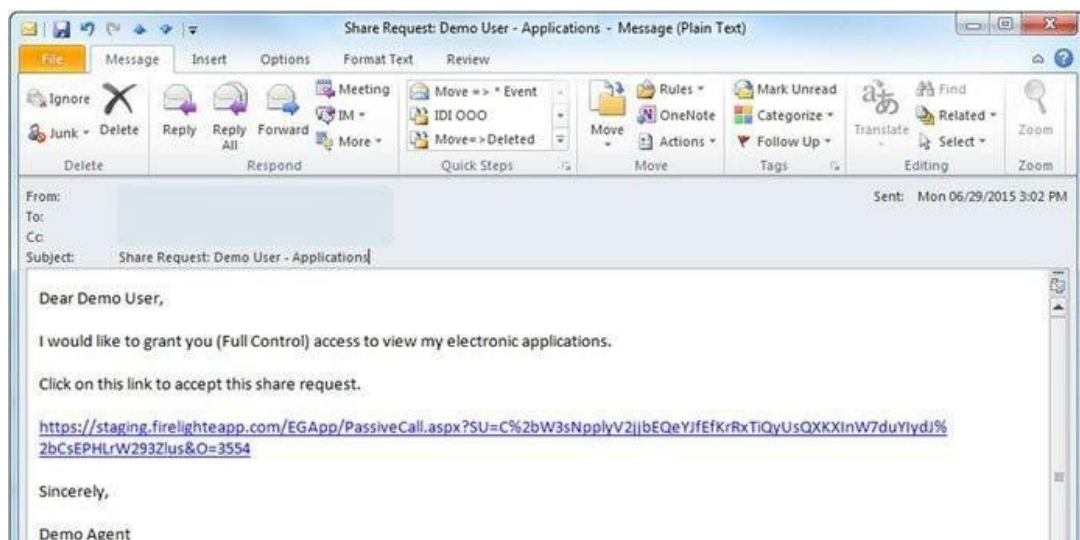 Share Request: Demo User - Applications - Message (Plain Text)
File Message Insert Options Format Text Review
Ignore
Junk
Delete
Reply
Reply All
Forward
Meeting
IM
More
Move => * Event
IDI OOO
Move=>Deleted
Move
Rules
OneNote
Actions
Mark Unread
Categorize
Follow Up
Translate
Find
Related
Select
Zoom
Delete Respond Quick Steps Move Tags Editing Zoom
From: Sent: Mon 06/29/2015 3:02 PM
To:
Cc:
Subject: Share Request: Demo User - Applications
Dear Demo User,
I would like to grant you (Full Control) access to view my electronic applications.
Click on this link to accept this share request.
https://staging.firelighteapp.com/EGApp/PassiveCall.aspx?SU=C%2bW3sNpplyV2jjbEQeYJfEfKrRxTiQyUsQXKXInW7duYIydJ%
2bCsEPHLrW293Zlus&O=3554
Sincerely,
Demo Agent